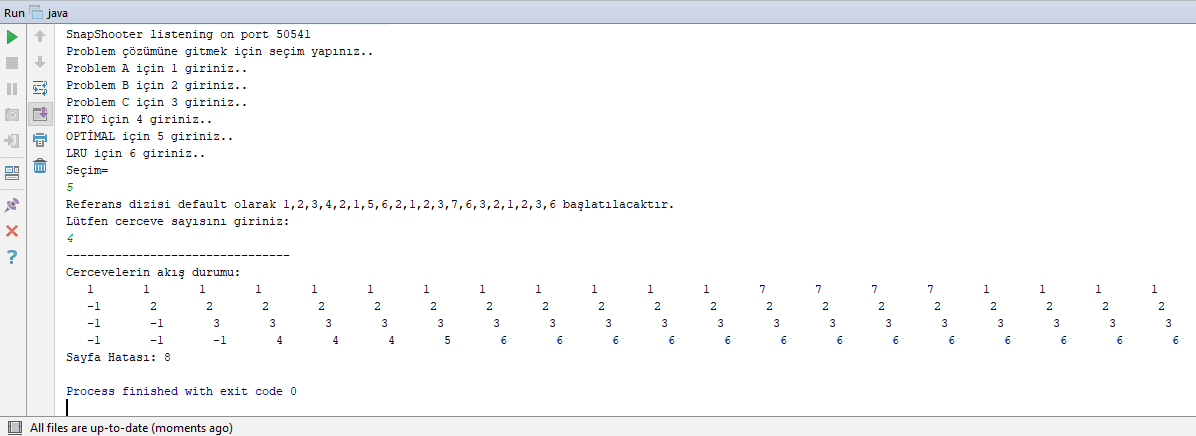 Run java
SnapShooter listening on port 50541
Problem çözümüne gitmek için seçim yapınız..
Problem A için 1 giriniz..
Problem B için 2 giriniz..
Problem C için 3 giriniz..
FIFO için 4 giriniz..
OPTİMAL için 5 giriniz..
LRU için 6 giriniz..
Seçim=
5
Referans dizisi default olarak 1,2,3,4,2,1,5,6,2,1,2,3,7,6,3,2,1,2,3,6 başlatılacaktır.
Lütfen cerceve sayısını giriniz:
4
--------------------------------
Cercevelerin akış durumu:
1 1 1 1 1 1 1 1 1 1 1 1 7 7 7 7 1 1 1 1
-1 2 2 2 2 2 2 2 2 2 2 2 2 2 2 2 2 2 2 2
-1 -1 3 3 3 3 3 3 3 3 3 3 3 3 3 3 3 3 3 3
-1 -1 -1 4 4 4 5 6 6 6 6 6 6 6 6 6 6 6 6 6
Sayfa Hatası: 8
Process finished with exit code 0
All files are up-to-date (moments ago)